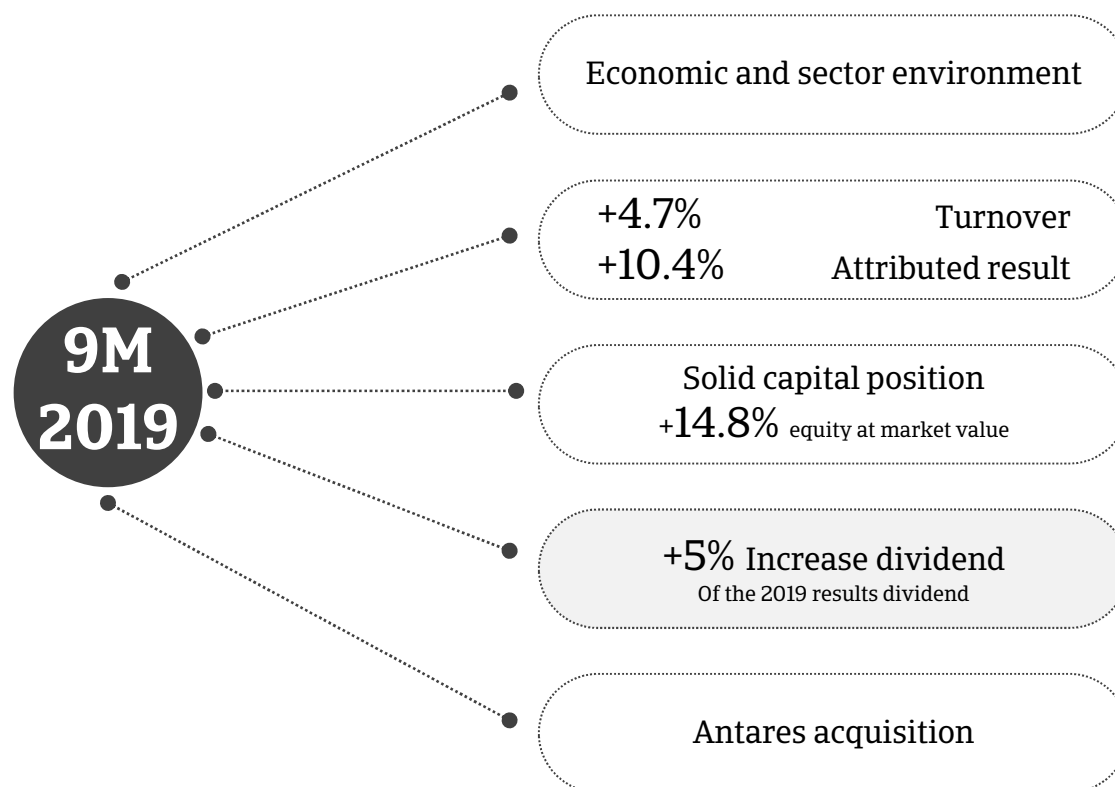 Economic and sector environment
+4.7% Turnover
+10.4% Attributed result
9M
2019
Solid capital position
+14.8% equity at market value
+5% Increase dividend
Of the 2019 results dividend
Antares acquisition